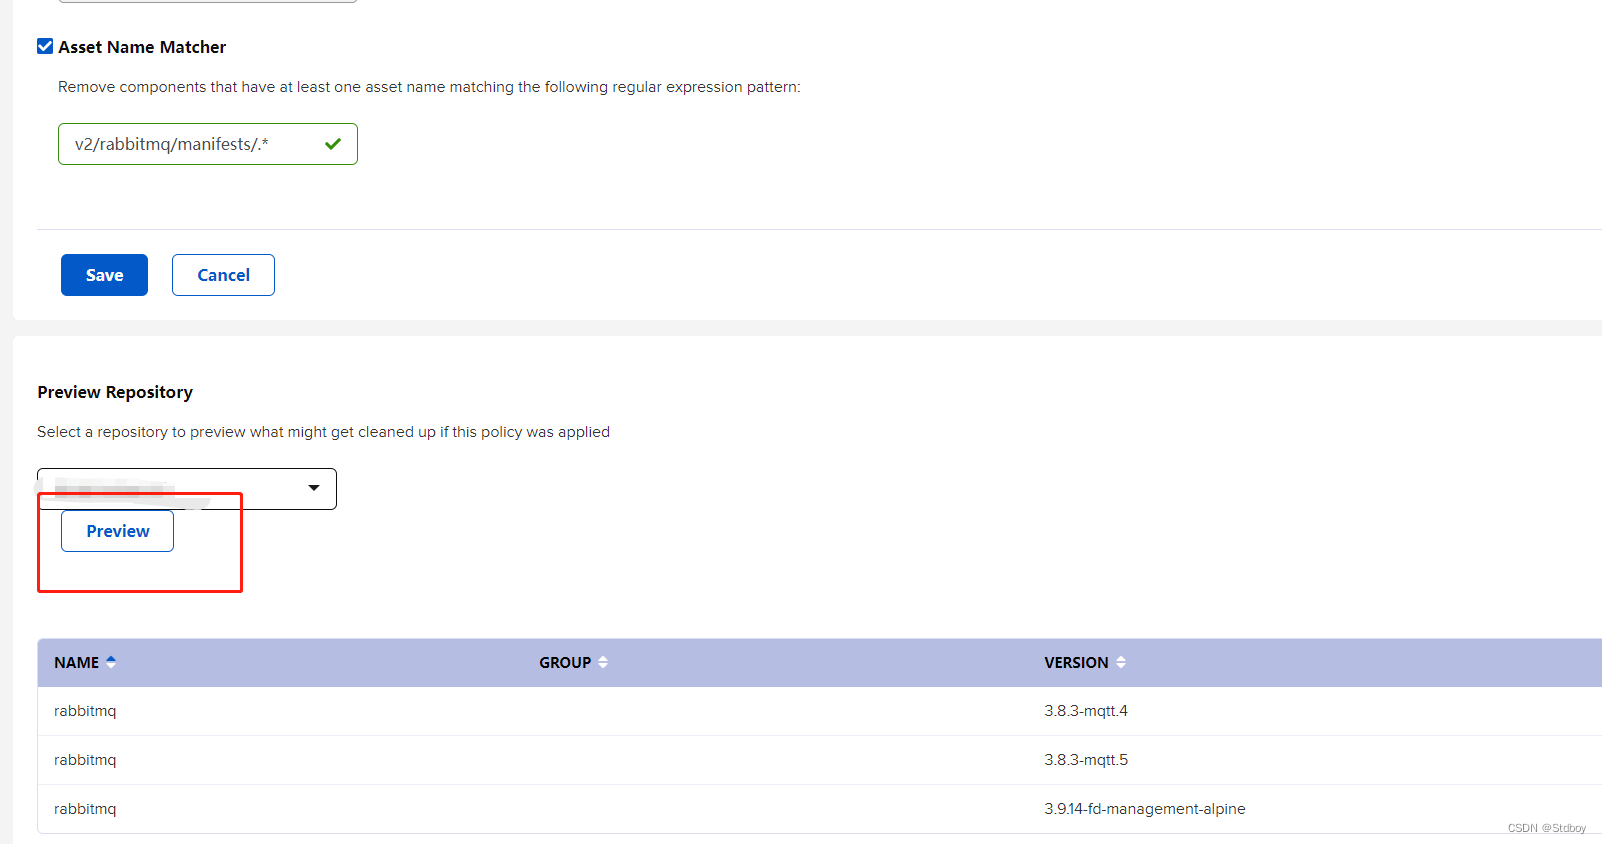 Asset Name Matcher
Remove components that have at least one asset name matching the following regular expression pattern:
v2/rabbitmq/manifests/.*
Save Cancel
Preview Repository
Select a repository to preview what might get cleaned up if this policy was applied
Preview
NAME GROUP VERSION
rabbitmq 3.8.3-mqtt.4
rabbitmq 3.8.3-mqtt.5
rabbitmq 3.9.14-fd-management-alpine
CSDN @Stdboy